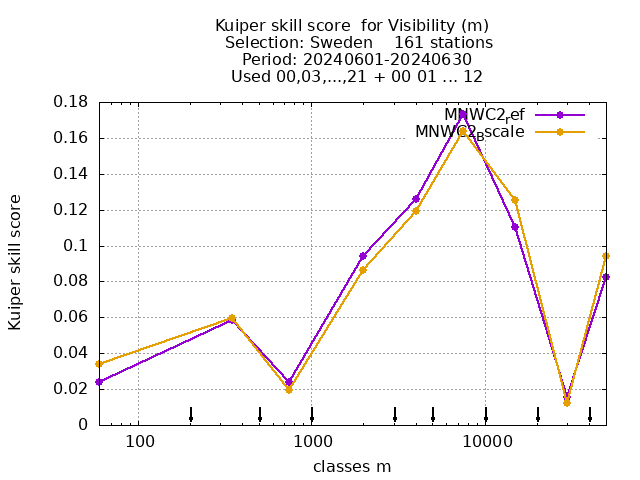 Kuiper skill score  for Visibility (m)
Selection: Sweden    161 stations
Period: 20240601-20240630
Used 00,03,...,21 + 00 01 ... 12
MNWC2ref
MNWC2Bscale
0.18
0.16
0.14
0.12
0.1
0.08
0.06
0.04
0.02
0
Kuiper skill score
100
1000
10000
classes m